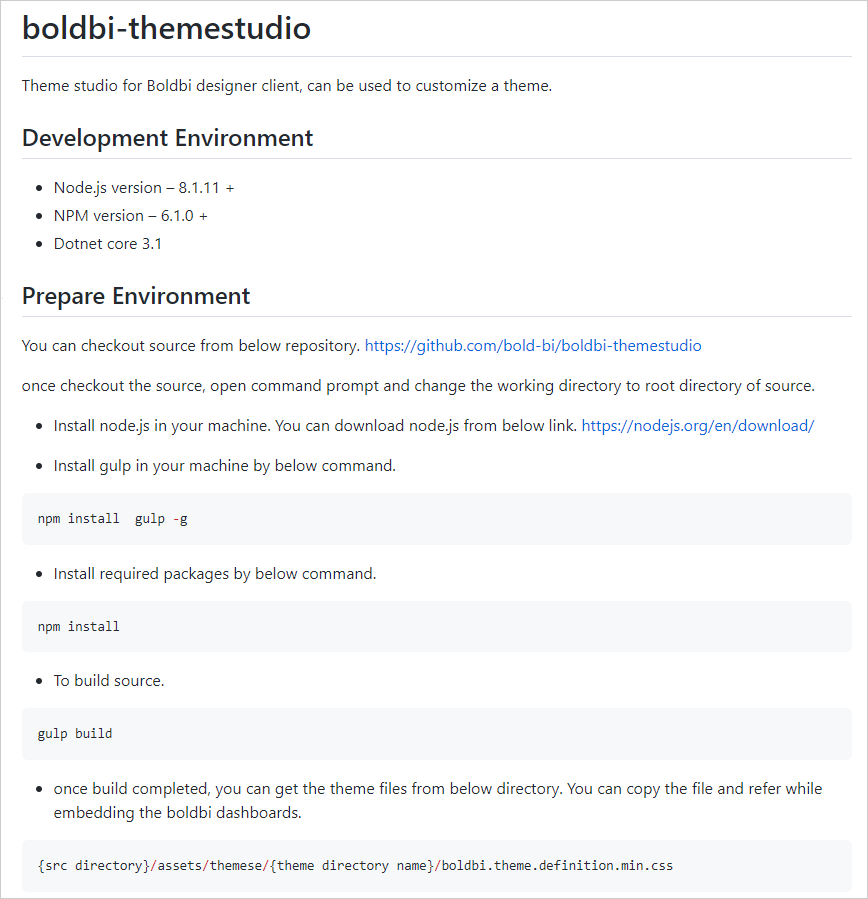 boldbi-themestudio
Theme studio for Boldbi designer client, can be used to customize a theme.
Development Environment
• Node.js version – 8.1.11 +
• NPM version – 6.1.0 +
• Dotnet core 3.1
Prepare Environment
You can checkout source from below repository. https://github.com/bold-bi/boldbi-themestudio
once checkout the source, open command prompt and change the working directory to root directory of source.
• Install node.js in your machine. You can download node.js from below link. https://nodejs.org/en/download/
• Install gulp in your machine by below command.
npm install  gulp -g
• Install required packages by below command.
npm install
• To build source.
gulp build
• once build completed, you can get the theme files from below directory. You can copy the file and refer while
embedding the boldbi dashboards.
{src directory}/assets/themese/{theme directory name}/boldbi.theme.definition.min.css